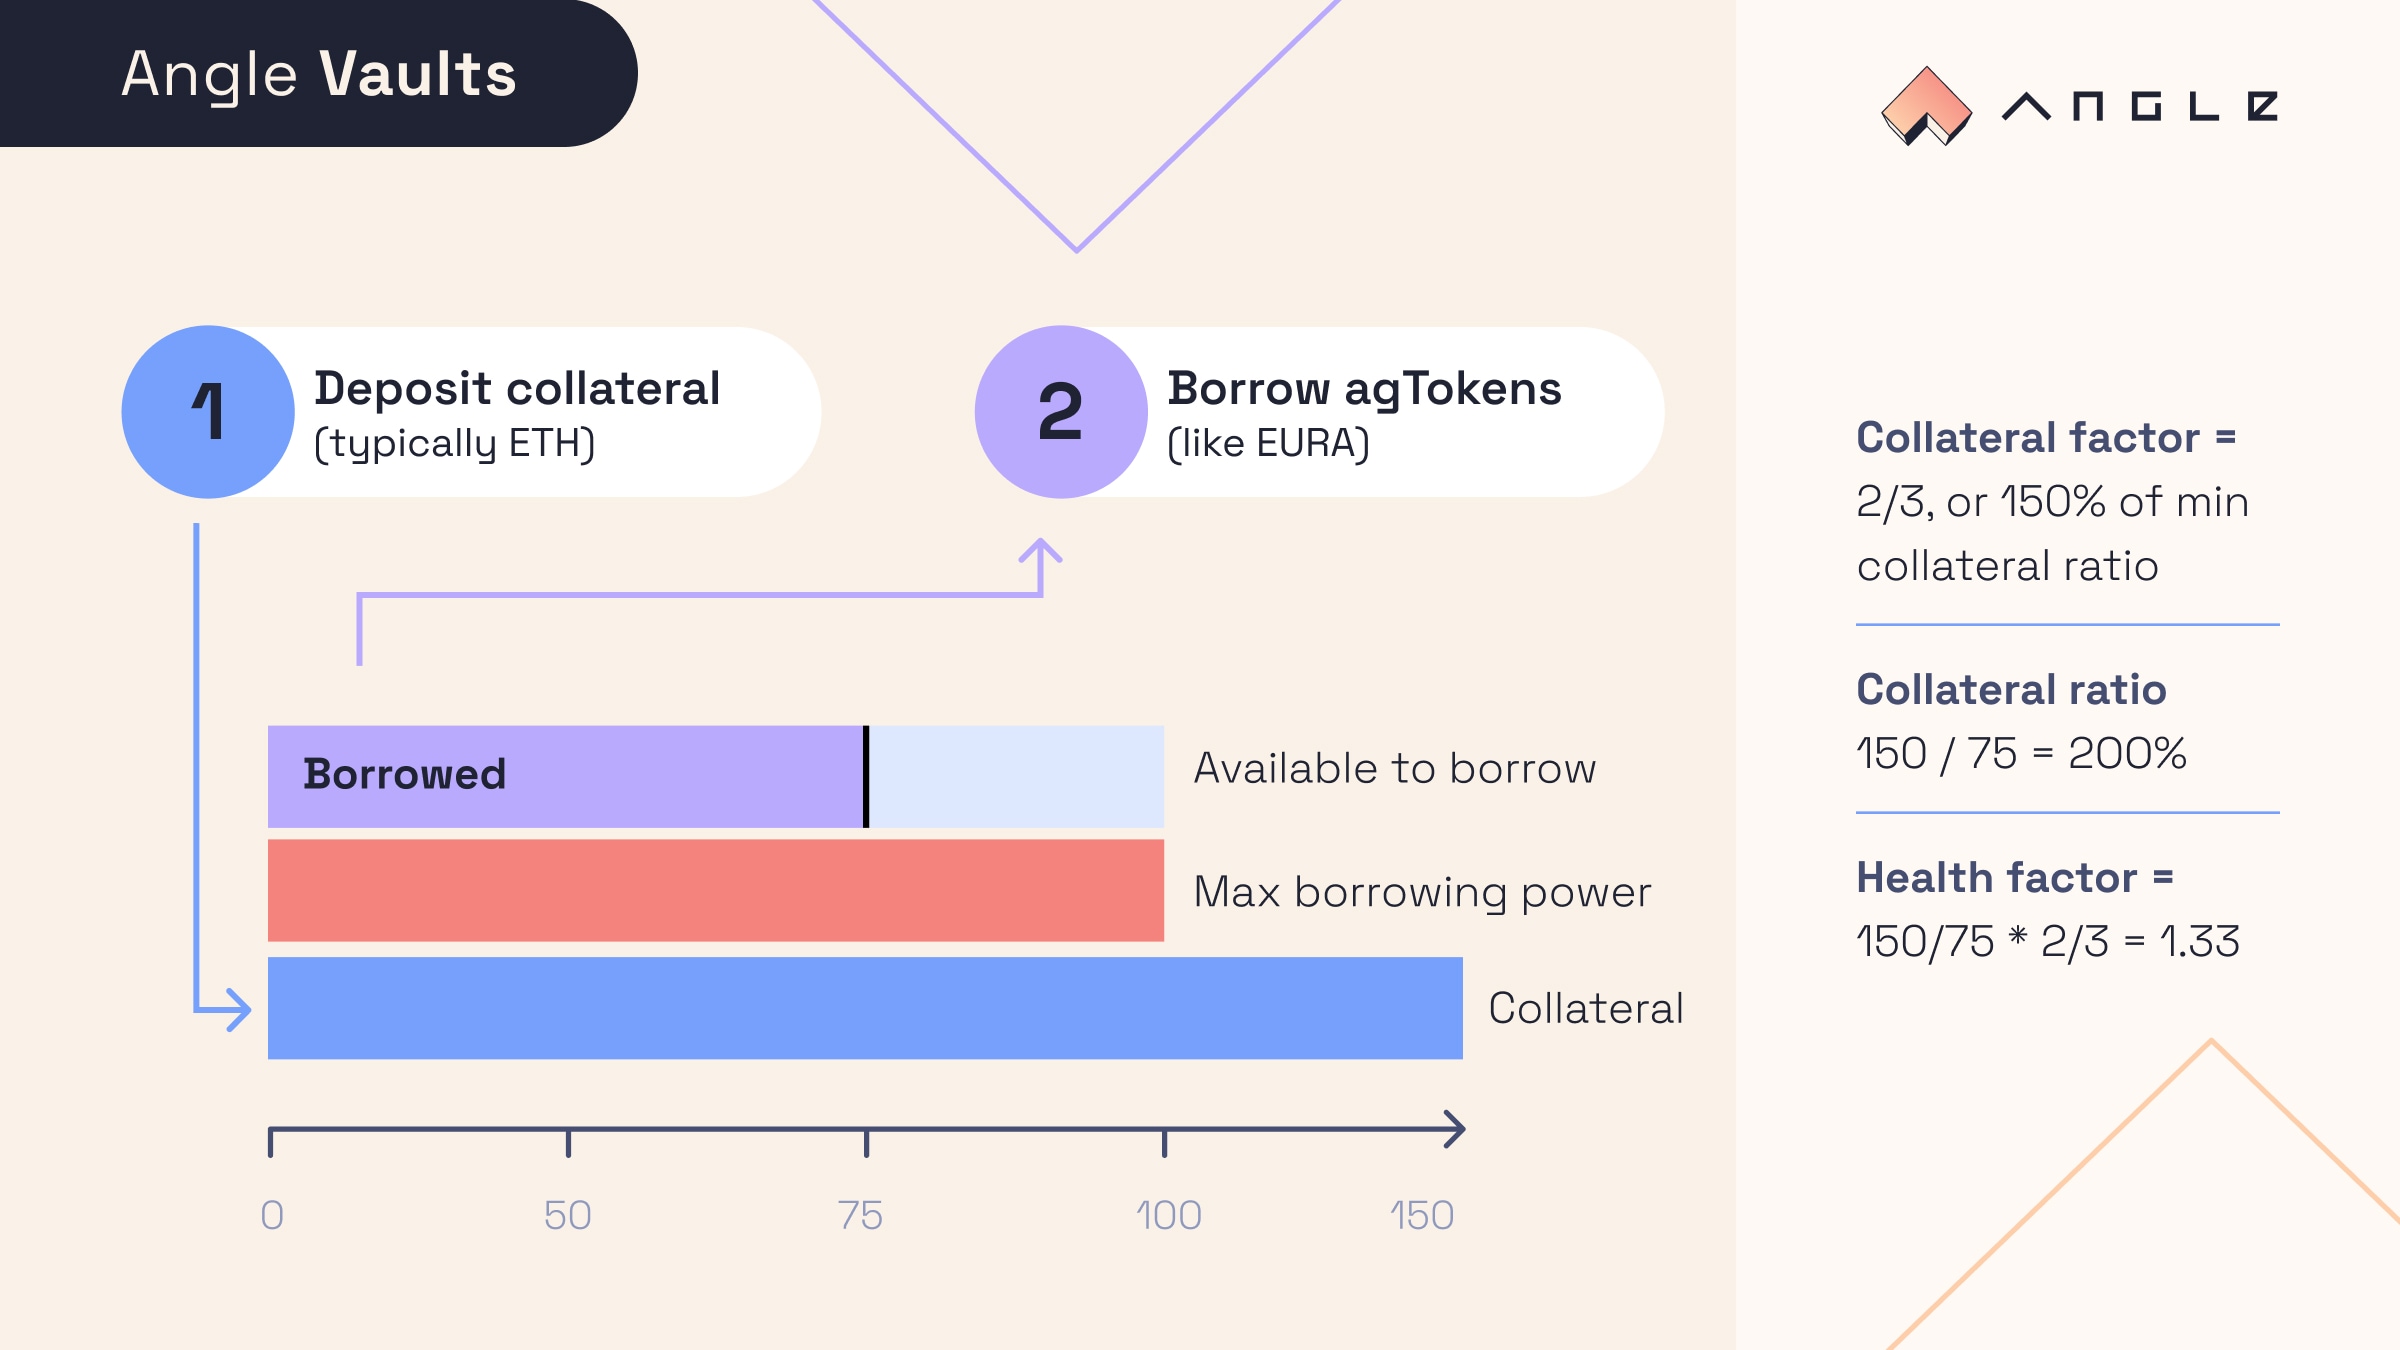 Angle Vaults
ANGLE
1
Deposit collateral
(typically ETH)
2
Borrow agTokens
(like EURA)
Borrowed
Available to borrow
Max borrowing power
Collateral
0 50 75 100 150
Collateral factor =
2/3, or 150% of min
collateral ratio
Collateral ratio
150 / 75 = 200%
Health factor =
150/75 * 2/3 = 1.33